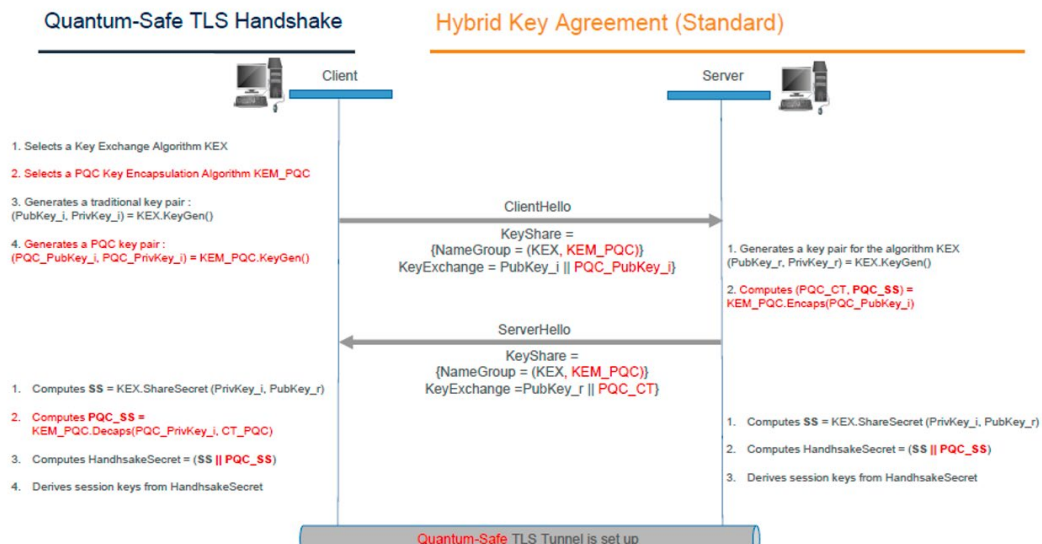 Quantum-Safe TLS Handshake
Hybrid Key Agreement (Standard)
Client
Server
1. Selects a Key Exchange Algorithm KEX
2. Selects a PQC Key Encapsulation Algorithm KEM_PQC
3. Generates a traditional key pair :
(PubKey_i, PrivKey_i) = KEX.KeyGen()
4. Generates a PQC key pair :
(PQC_PubKey_i, PQC_PrivKey_i) = KEM_PQC.KeyGen()
ClientHello
KeyShare =
{NameGroup = (KEX, KEM_PQC)}
KeyExchange = PubKey_i || PQC_PubKey_i}
1. Generates a key pair for the algorithm KEX
(PubKey_r, PrivKey_r) = KEX.KeyGen()
2. Computes (PQC_CT, PQC_SS) =
KEM_PQC.Encaps(PQC_PubKey_i)
ServerHello
KeyShare =
{NameGroup = (KEX, KEM_PQC)}
KeyExchange =PubKey_r || PQC_CT}
1. Computes SS = KEX.ShareSecret (PrivKey_i, PubKey_r)
2. Computes PQC_SS =
KEM_PQC.Decaps(PQC_PrivKey_i, CT_PQC)
3. Computes HandhsakeSecret = (SS || PQC_SS)
4. Derives session keys from HandhsakeSecret
1. Computes SS = KEX.ShareSecret (PrivKey_i, PubKey_r)
2. Computes HandhsakeSecret = (SS || PQC_SS)
3. Derives session keys from HandhsakeSecret
Quantum-Safe TLS Tunnel is set up